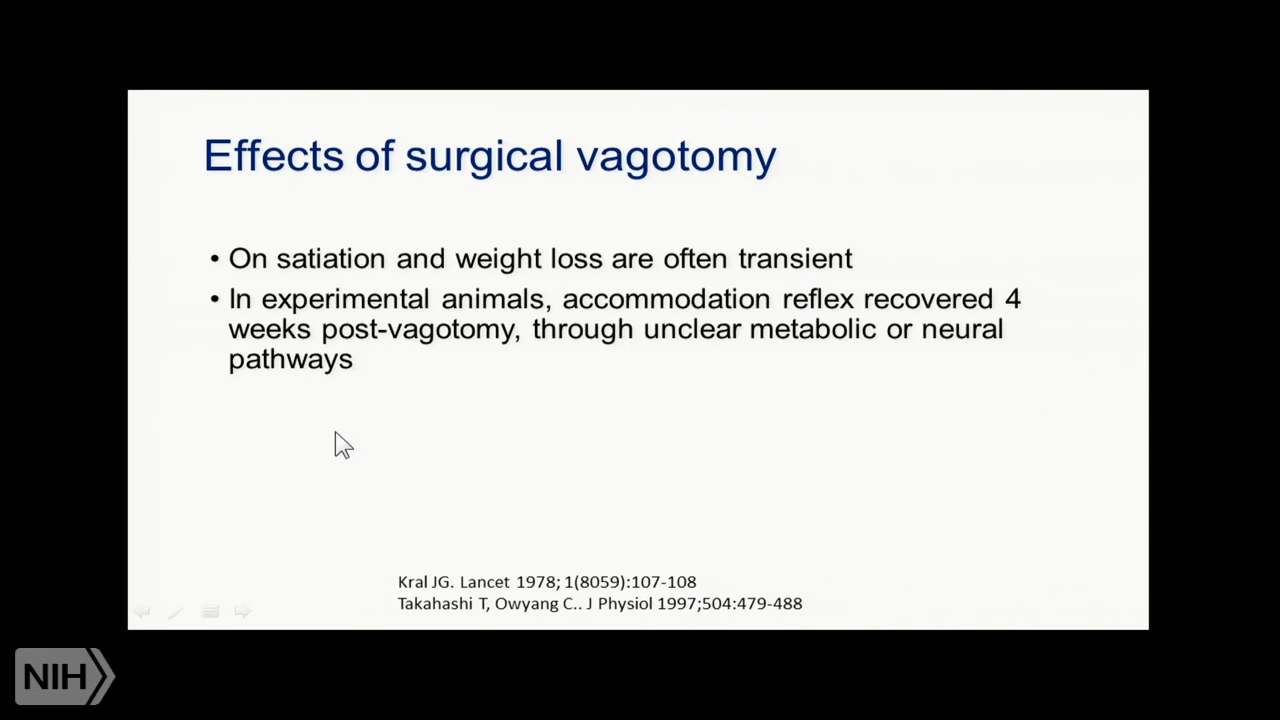 Effects of surgical vagotomy
• On satiation and weight loss are often transient
• In experimental animals, accommodation reflex recovered 4
weeks post-vagotomy, through unclear metabolic or neural
pathways
Kral JG. Lancet 1978; 1(8059):107-108
Takahashi T, Owyang C.. J Physiol 1997;504:479-488
NIH